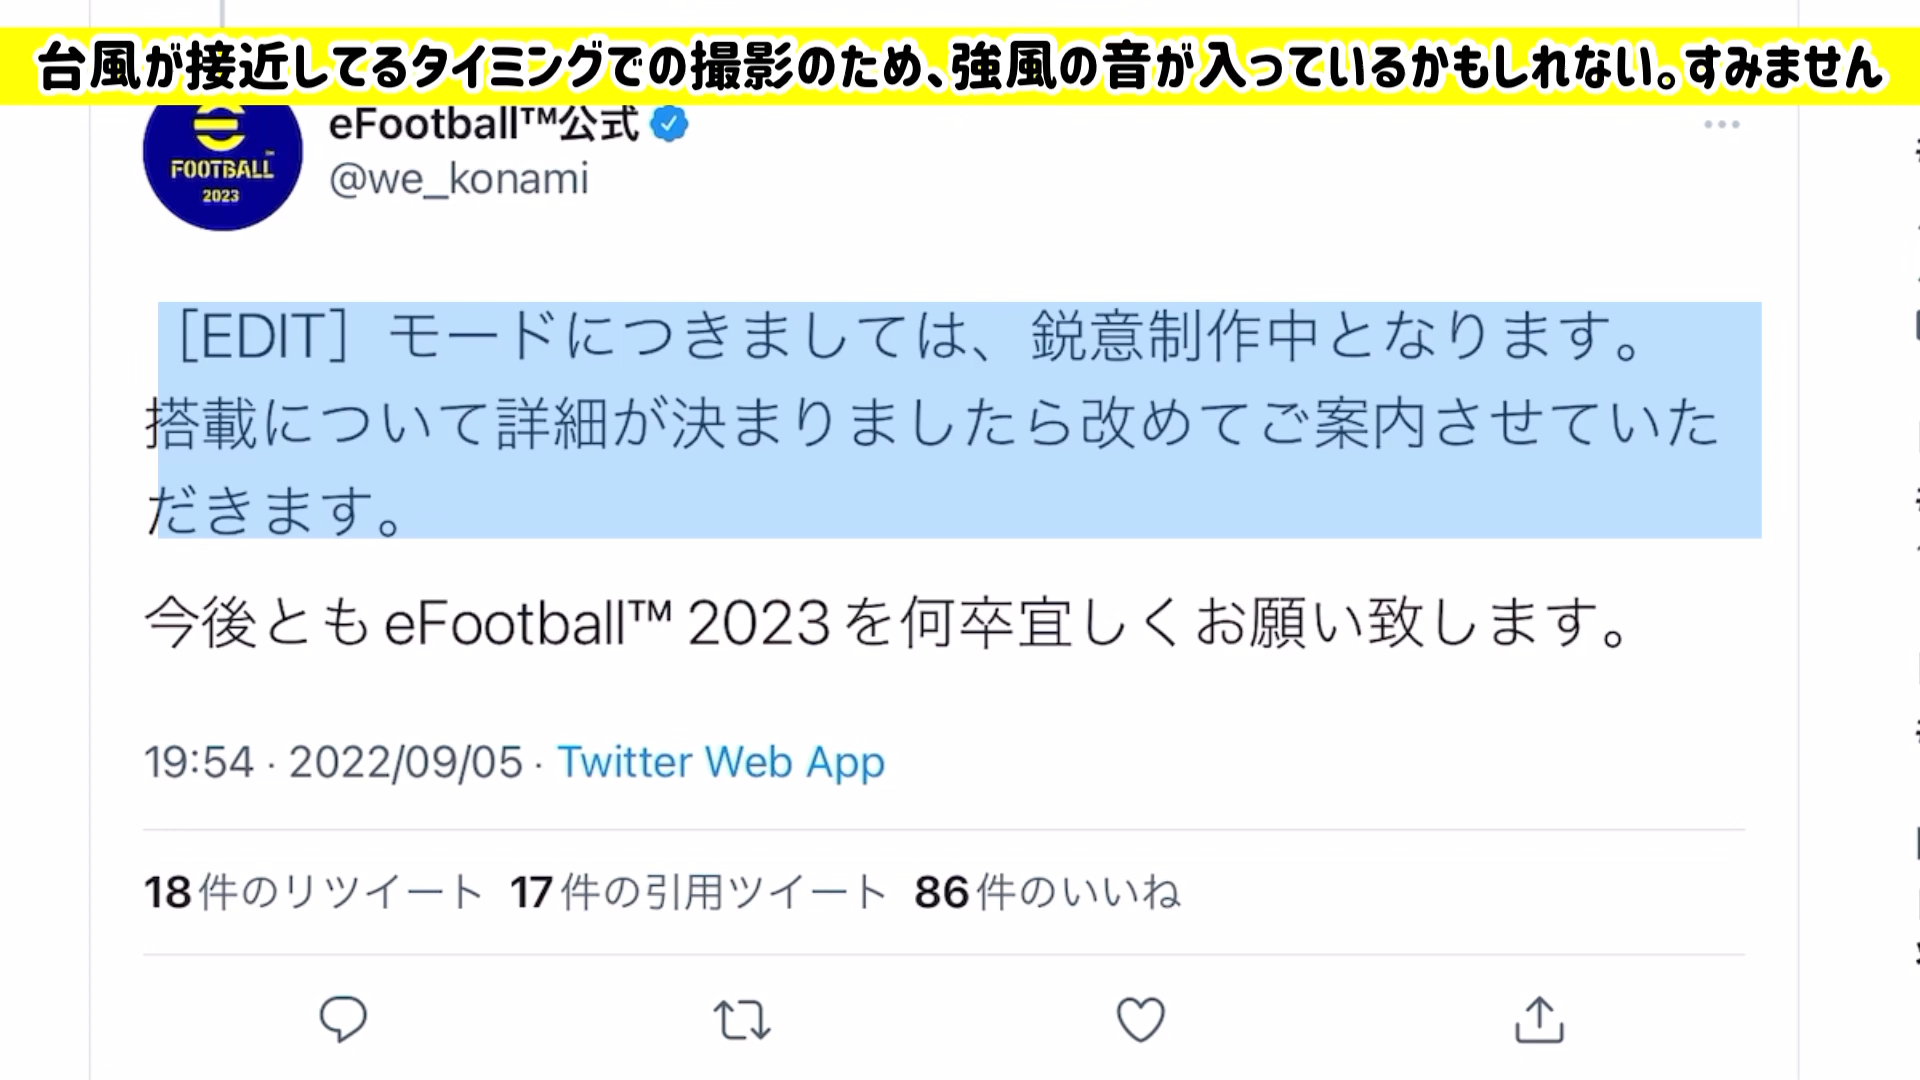 台風が接近してるタイミングでの撮影のため、強風の音が入っているかもしれない。すみません
eFootball™公式
@we_konami
FOOTBALL™
2023
［EDIT］モードにつきましては、鋭意制作中となります。
搭載について詳細が決まりましたら改めてご案内させていた
だきます。
今後ともeFootball™ 2023を何卒宜しくお願い致します。
19:54 · 2022/09/05 · Twitter Web App
18件のリツイート 17件の引用ツイート 86件のいいね